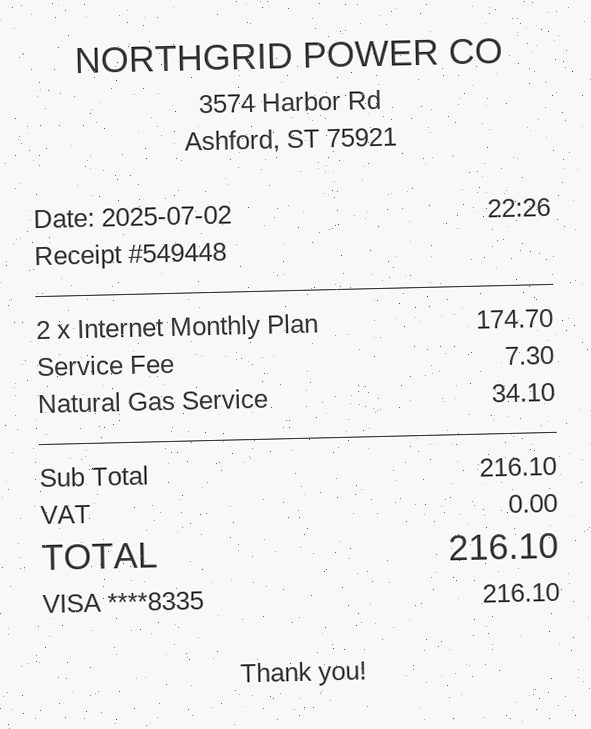 NORTHGRID POWER CO
3574 Harbor Rd
Ashford, ST 75921
Date: 2025-07-02 22:26
Receipt #549448
2 x Internet Monthly Plan 174.70
Service Fee 7.30
Natural Gas Service 34.10
Sub Total 216.10
VAT 0.00
TOTAL 216.10
VISA ****8335 216.10
Thank you!